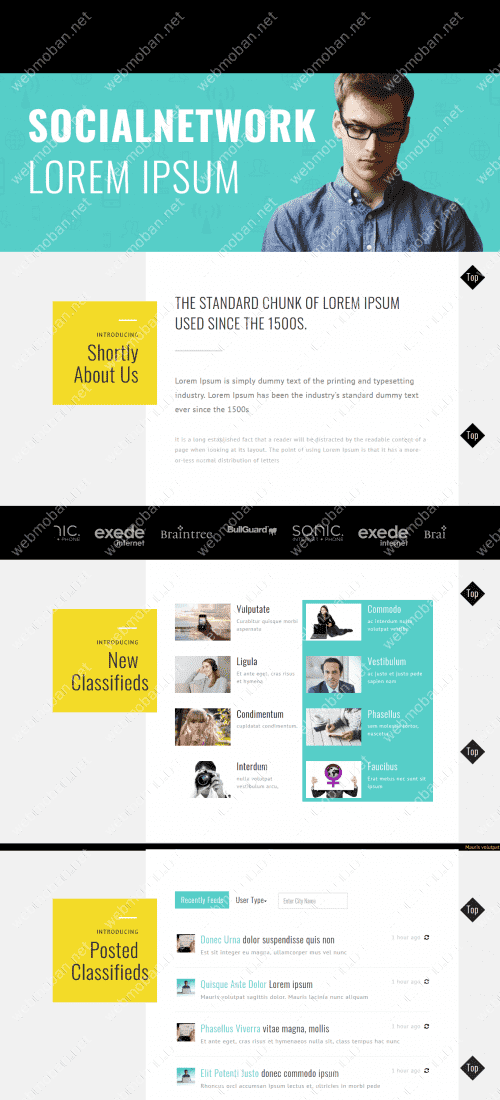 SOCIALNETWORK
LOREM IPSUM
Top
THE STANDARD CHUNK OF LOREM IPSUM
USED SINCE THE 1500S.
INTRODUCING
Shortly
About Us
Lorem Ipsum is simply dummy text of the printing and typesetting
industry. Lorem Ipsum has been the industry's standard dummy text
ever since the 1500s
Top
It is a long established fact that a reader will be distracted by the readable content of a
page when looking at its layout. The point of using Lorem Ipsum is that it has a more-
or-less normal distribution of letters
exede
internet
Braintree
BullGuard
sonic.
INTERNET + PHONE
exede
internet
Brai
Top
INTRODUCING
New
Classifieds
Vulputate
Curabitur quisque morbi
Commodo
ac interdum nulla
volutpat
Ligula
Et ante eget, cras risus
et hymena
Vestibulum
ac justo et justo pede
sapien nam
Condimentum
cupidatat condimentum,
Phasellus
sem molestie
Top
Interdum
nulla volutpat
vestibulum arcu,
Faucibus
Erat metus nec sunt sit
ipsum
Mauris volutpat
Recently Feeds
User Type
Enter City Name
Top
INTRODUCING
Posted
Classifieds
Donec Urna dolor suspendisse quis non
1 hour ago
Est sit integer eu magna, ullamcorper mus vel nunc
Quisque Ante Dolor Lorem ipsum
1 hour ago
Mauris volutpat sagittis dolor. Mauris lacinia nunc aliquam
Phasellus Viverra vitae magna, mollis
1 hour ago
Et ante, eget, cras risus et hymenaeos nulla sit, class tempus hac nunc
Elit Potenti Justo donec commodo ipsum
1 hour ago
Rhoncus orci accumsan ipsum lectus et, ultricies in morbi pede
Top
webmoban.net